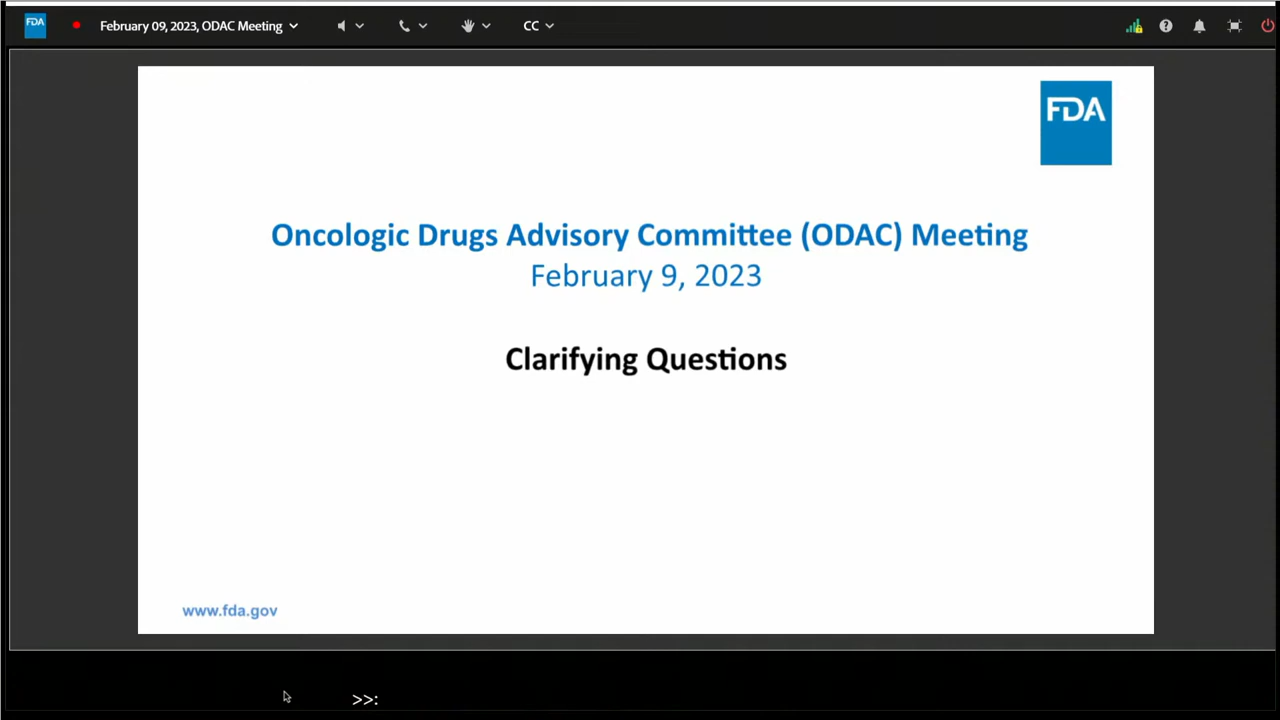 FDA
February 09, 2023, ODAC Meeting
CC
FDA
Oncologic Drugs Advisory Committee (ODAC) Meeting
February 9, 2023
Clarifying Questions
www.fda.gov
>>: